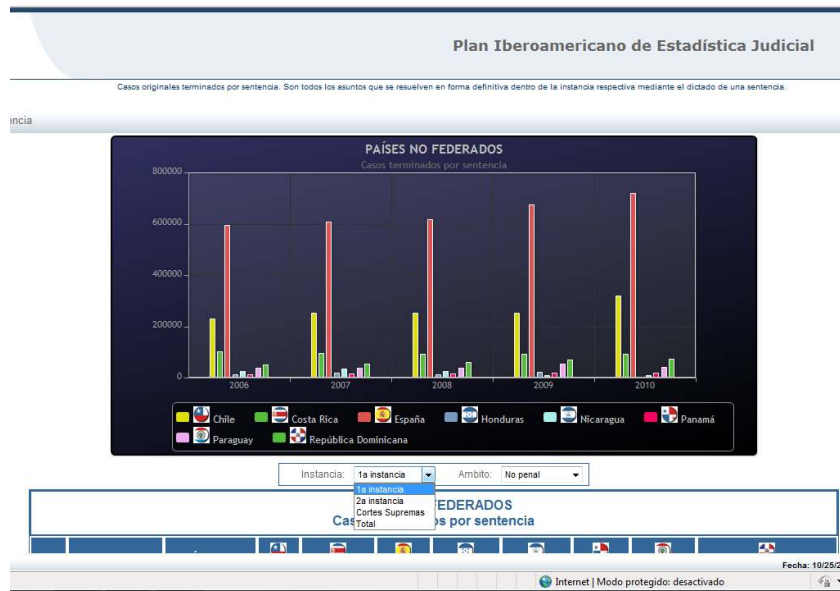 Plan Iberoamericano de Estadística Judicial
Casos originales terminados por sentencia. Son todos los asuntos que se resuelven en forma definitiva dentro de la instancia respectiva mediante el dictado de una sentencia.
encia
PAÍSES NO FEDERADOS
Casos terminados por sentencia
800000
600000
400000
200000
0
2006 2007 2008 2009 2010
Chile Costa Rica España Honduras Nicaragua Panamá
Paraguay República Dominicana
Instancia: 1a instancia Ambito: No penal
1a instancia
2a instancia
Cortes Supremas
Total
EDERADOS
Cas os por sentencia
Fecha: 10/25/2
Internet | Modo protegido: desactivado